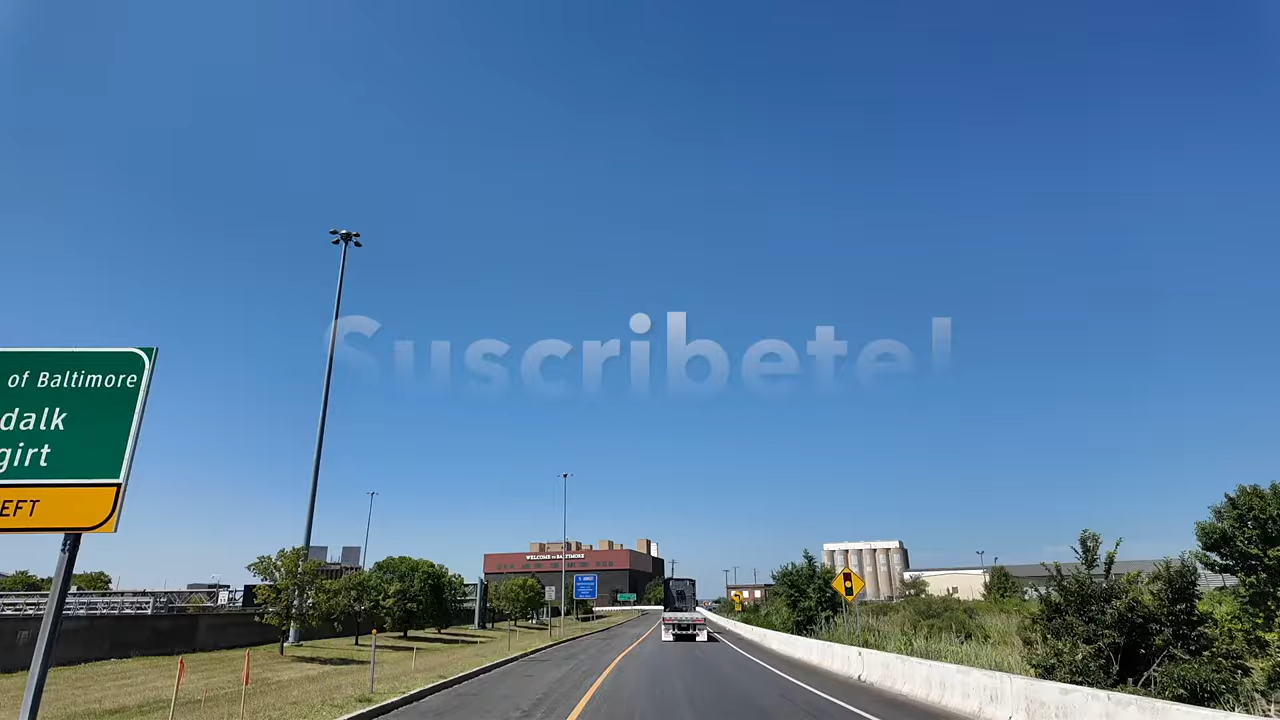 of Baltimore
dalk
girt
EFT
Suscribete!
WELCOME TO BALTIMORE